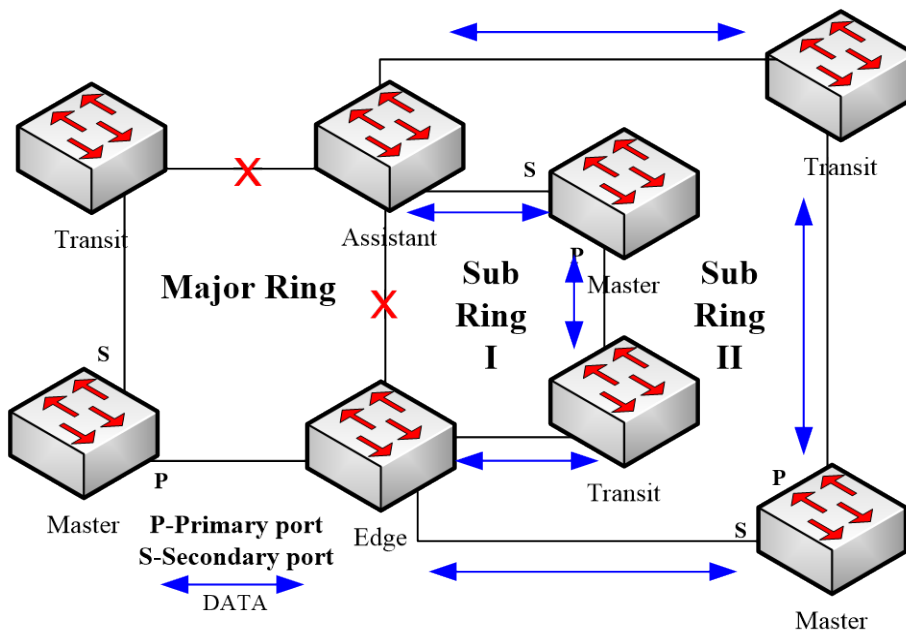 Transit
S
Transit
Assistant
P
Master
Major Ring
Sub
Ring
I
Sub
Ring
II
S
P
P
S
Transit
Master
Edge
P-Primary port
S-Secondary port
DATA
Master
X
X